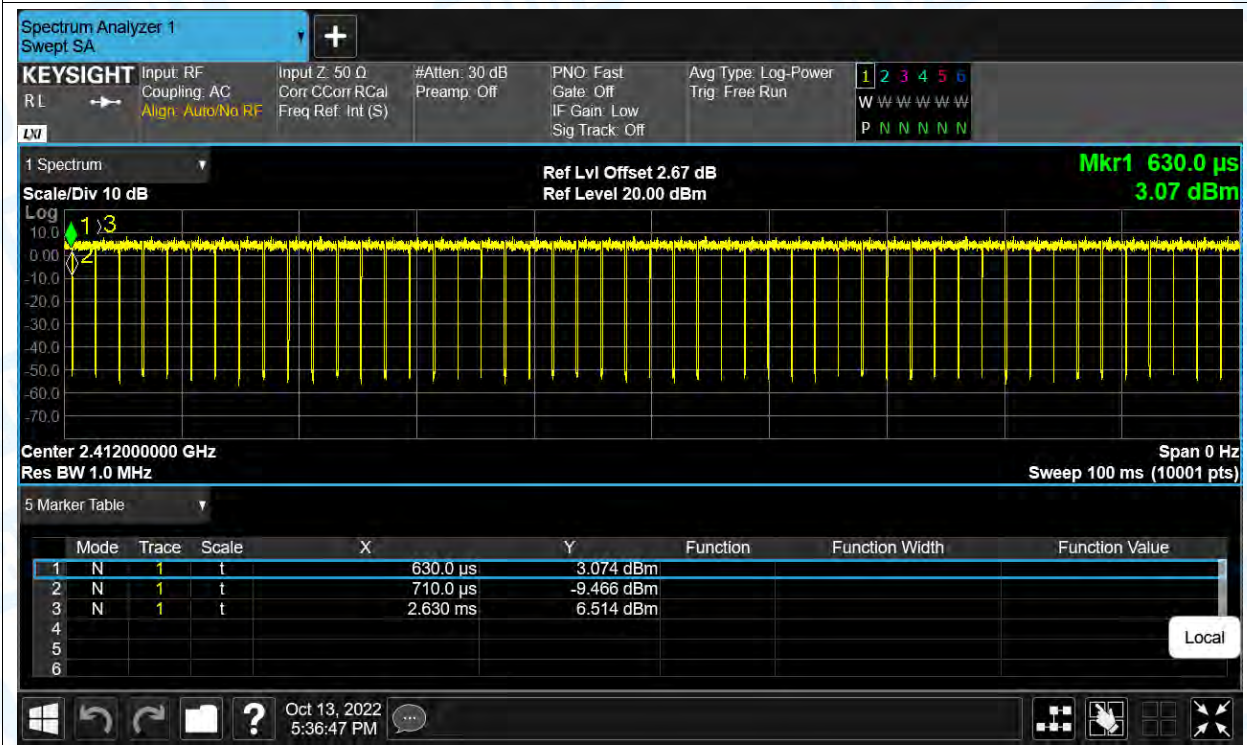 Spectrum Analyzer 1
Swept SA
KEYSIGHT
RL
LXI
Input: RF
Coupling: AC
Align: Auto/No RF
Input Z: 50 Ω
Corr CCorr RCal
Freq Ref: Int (S)
#Atten: 30 dB
Preamp: Off
PNO: Fast
Gate: Off
IF Gain: Low
Sig Track: Off
Avg Type: Log-Power
Trig: Free Run
1 2 3 4 5 6
W W W W W W
P N N N N N
1 Spectrum
Scale/Div 10 dB
Ref Lvl Offset 2.67 dB
Ref Level 20.00 dBm
Mkr1 630.0 µs
3.07 dBm
Log
10.0
0.00
-10.0
-20.0
-30.0
-40.0
-50.0
-60.0
-70.0
1 3
2
Center 2.412000000 GHz
Span 0 Hz
Res BW 1.0 MHz
Sweep 100 ms (10001 pts)
5 Marker Table
Mode Trace Scale X Y Function Function Width Function Value
1 N 1 t 630.0 µs 3.074 dBm
2 N 1 t 710.0 µs -9.466 dBm
3 N 1 t 2.630 ms 6.514 dBm
4
5
6
Local
?
Oct 13, 2022
5:36:47 PM